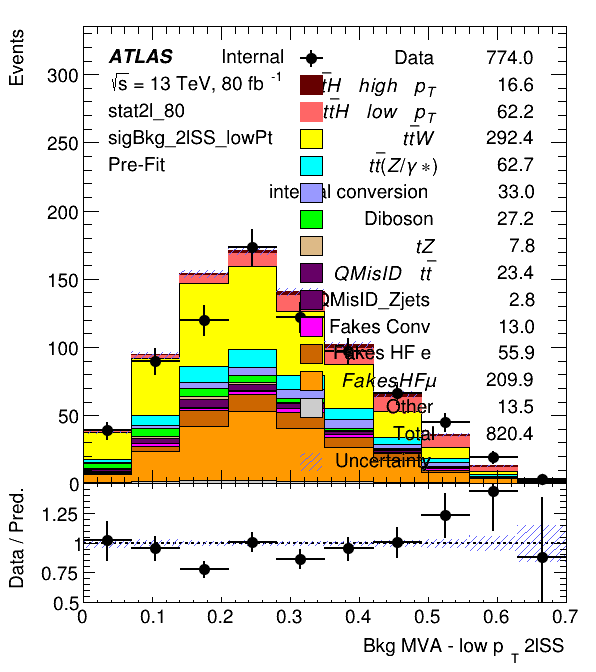 Events
ATLAS Internal
√s = 13 TeV, 80 fb -1
stat2l_80
sigBkg_2lSS_lowPt
Pre-Fit
Data 774.0
tt̄H high pT 16.6
tt̄H low pT 62.2
tt̄W 292.4
tt̄(Z/γ*) 62.7
internal conversion 33.0
Diboson 27.2
tZ 7.8
QMisID tt̄ 23.4
QMisID_Zjets 2.8
Fakes Conv 13.0
Fakes HF e 55.9
FakesHFμ 209.9
Other 13.5
Total 820.4
Uncertainty
300
250
200
150
100
50
0
Data / Pred.
1.25
1
0.75
0.5
0 0.1 0.2 0.3 0.4 0.5 0.6 0.7
Bkg MVA - low p T 2lSS